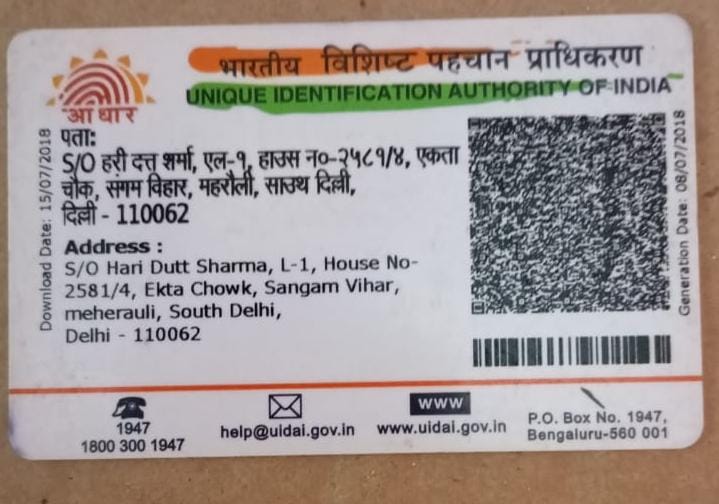 भारतीय विशिष्ट पहचान प्राधिकरण
UNIQUE IDENTIFICATION AUTHORITY OF INDIA
आधार
पता:
S/O हरी दत्त शर्मा, एल-१, हाउस न०-२५८१/४, एकता
चौक, संगम विहार, महरौली, साउथ दिल्ली,
दिल्ली - 110062
Address :
S/O Hari Dutt Sharma, L-1, House No-
2581/4, Ekta Chowk, Sangam Vihar,
meherauli, South Delhi,
Delhi - 110062
Download Date: 15/07/2018
Generation Date: 08/07/2018
1947
1800 300 1947
help@uidai.gov.in
www
www.uidai.gov.in
P.O. Box No. 1947,
Bengaluru-560 001